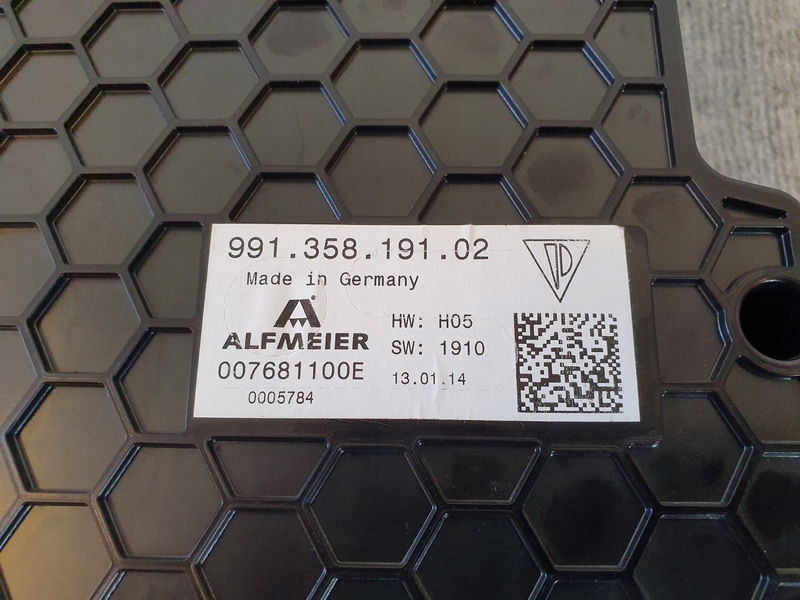 991.358.191.02
Made in Germany
ALFMEIER
®
HW: H05
SW: 1910
007681100E
13.01.14
0005784